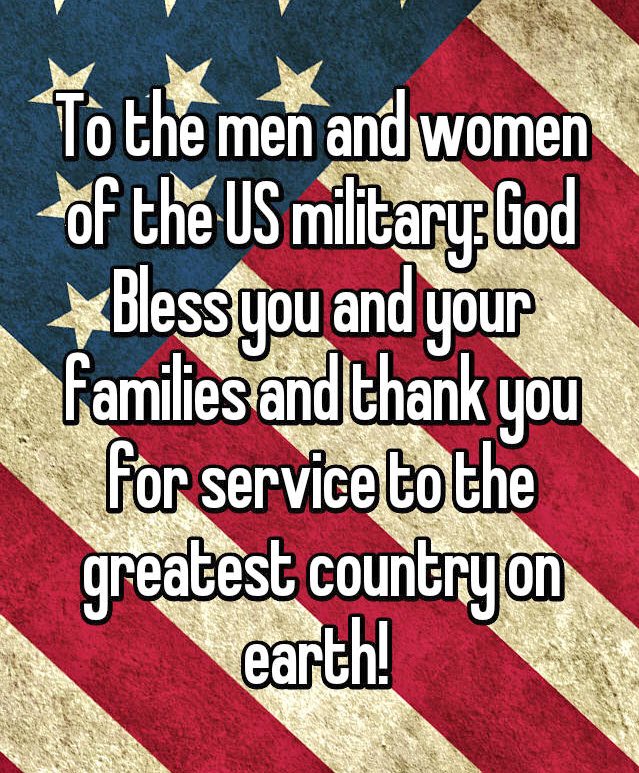 To the men and women
of the US military: God
Bless you and your
families and thank you
for service to the
greatest country on
earth!